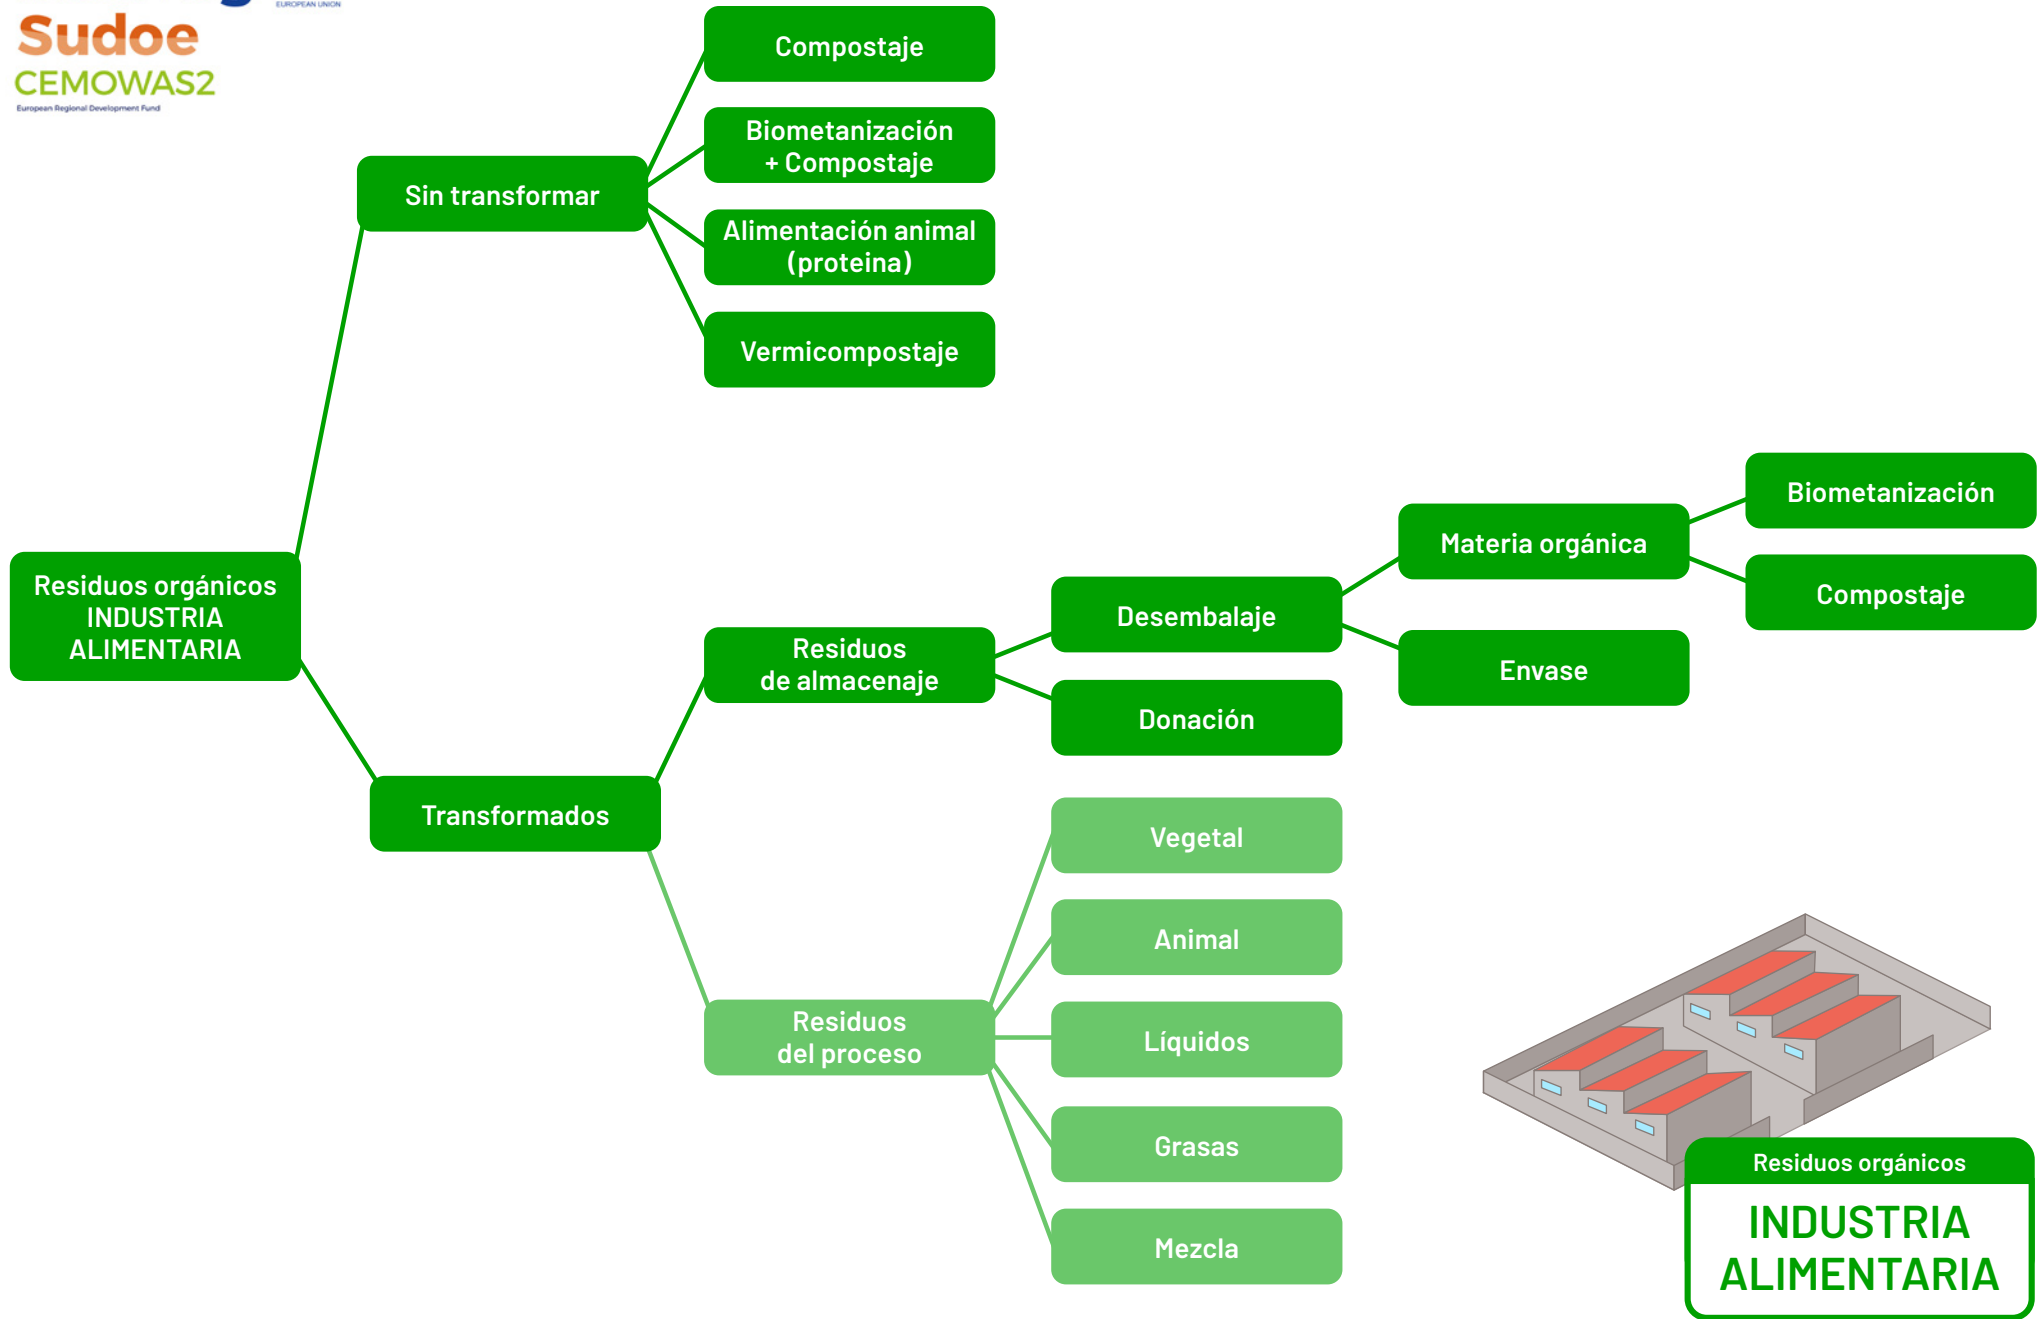 EUROPEAN UNION
Sudoe
CEMOWAS2
European Regional Development Fund
Compostaje
Biometanización
+ Compostaje
Sin transformar
Alimentación animal
(proteina)
Vermicompostaje
Residuos orgánicos
INDUSTRIA
ALIMENTARIA
Biometanización
Materia orgánica
Compostaje
Desembalaje
Residuos
de almacenaje
Envase
Donación
Transformados
Vegetal
Animal
Residuos
del proceso
Líquidos
Grasas
Mezcla
Residuos orgánicos
INDUSTRIA
ALIMENTARIA